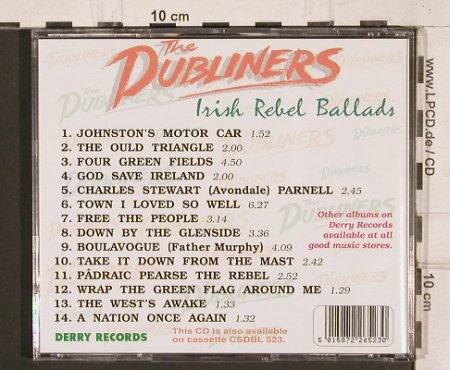 10 cm
The
DUBLINERS
Irish Rebel Ballads
1. JOHNSTON'S MOTOR CAR 1.52
2. THE OULD TRIANGLE 2.00
3. FOUR GREEN FIELDS 4.50
4. GOD SAVE IRELAND 2.00
5. CHARLES STEWART (Avondale) PARNELL 2.45
6. TOWN I LOVED SO WELL 6.27
7. FREE THE PEOPLE 3.14
8. DOWN BY THE GLENSIDE 3.36
9. BOULAVOGUE (Father Murphy) 4.09
10. TAKE IT DOWN FROM THE MAST 2.42
11. PÁDRAIC PEARSE THE REBEL 2.52
12. WRAP THE GREEN FLAG AROUND ME 1.29
13. THE WEST'S AWAKE 1.33
14. A NATION ONCE AGAIN 1.32
Other albums on
Derry Records
available at all
good music stores.
DERRY RECORDS
This CD is also available
on cassette CSDBL 523.
5 015872 265230
www.LPCD.de / CD
10 cm